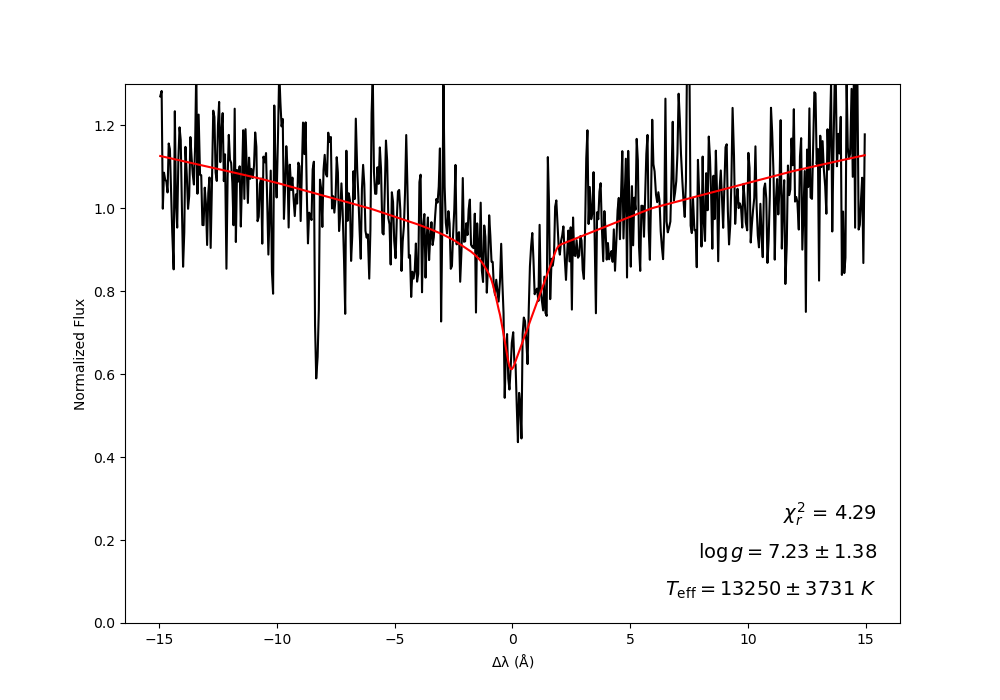 1.2
1.0
0.8
0.6
0.4
0.2
0.0
Normalized Flux
χ²ᵣ = 4.29
log g = 7.23 ± 1.38
T_eff = 13250 ± 3731 K
−15 −10 −5 0 5 10 15
Δλ (Å)